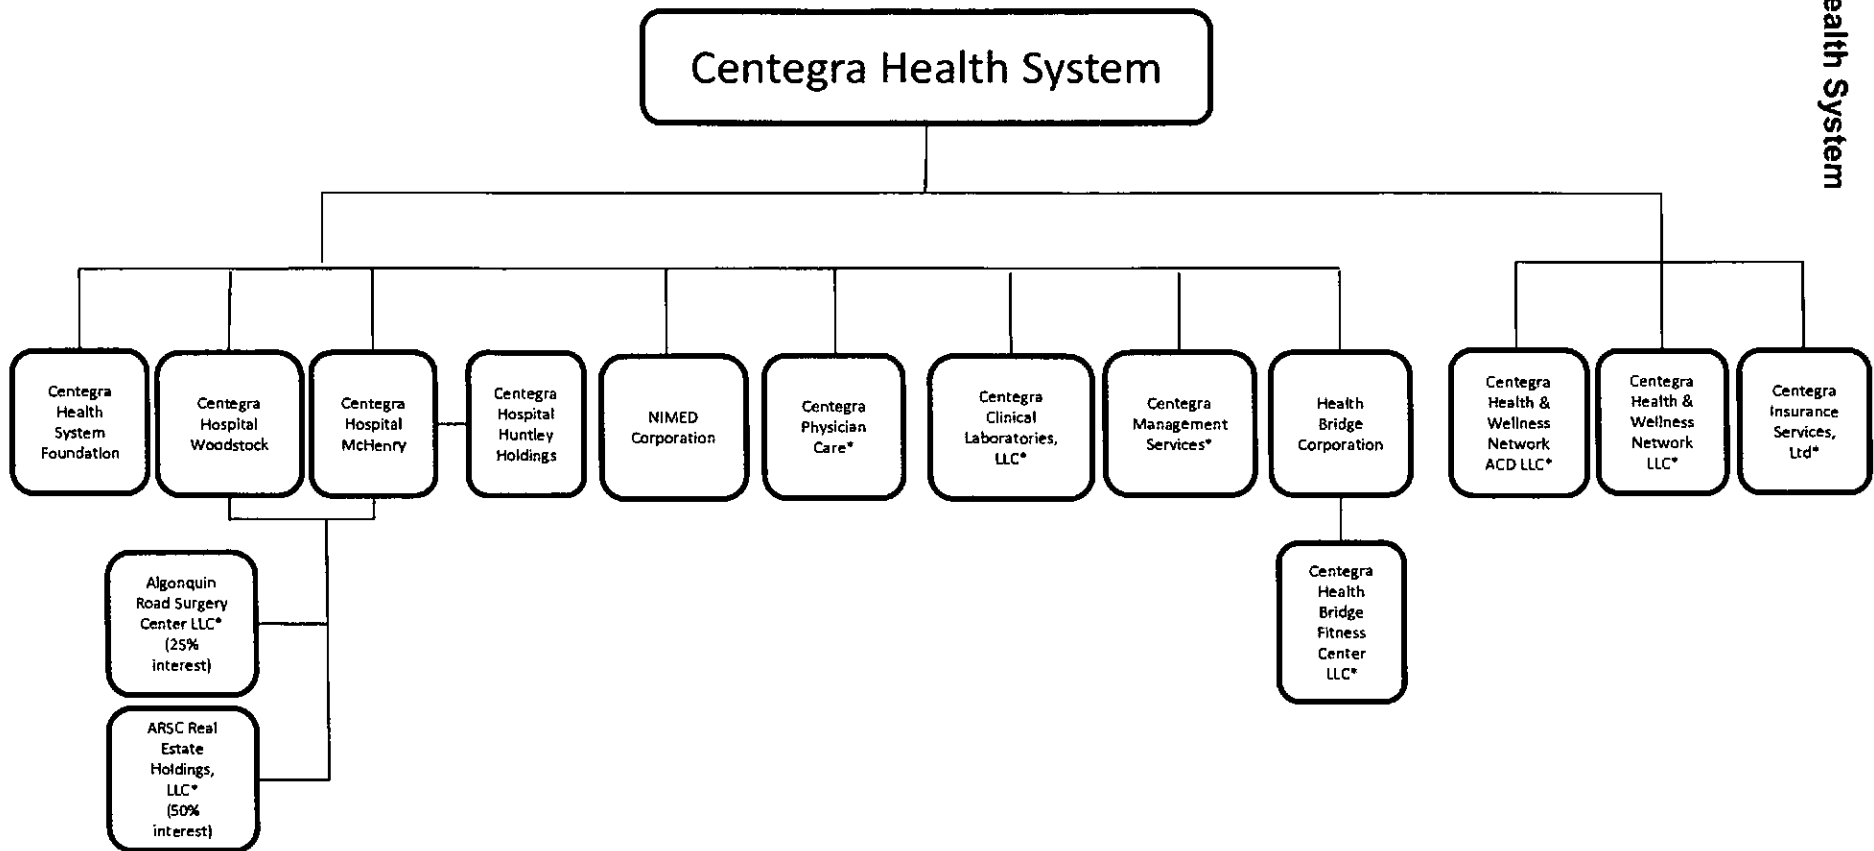 ealth System
Centegra Health System
Centegra
Health
System
Foundation
Centegra
Hospital
Woodstock
Centegra
Hospital
McHenry
Centegra
Hospital
Huntley
Holdings
NIMED
Corporation
Centegra
Physician
Care*
Centegra
Clinical
Laboratories,
LLC*
Centegra
Management
Services*
Health
Bridge
Corporation
Centegra
Health &
Wellness
Network
ACD LLC*
Centegra
Health &
Wellness
Network
LLC*
Centegra
Insurance
Services,
Ltd*
Algonquin
Road Surgery
Center LLC*
(25%
interest)
ARSC Real
Estate
Holdings,
LLC*
(50%
interest)
Centegra
Health
Bridge
Fitness
Center
LLC*